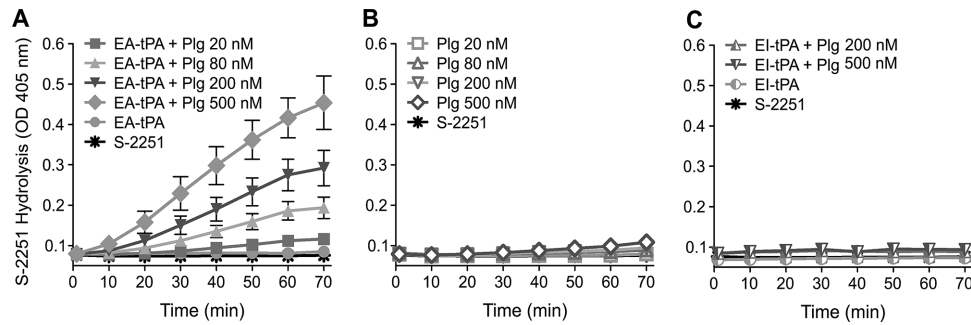 A
B
C
S-2251 Hydrolysis (OD 405 nm)
0.6
0.5
0.4
0.3
0.2
0.1
EA-tPA + Plg 20 nM
EA-tPA + Plg 80 nM
EA-tPA + Plg 200 nM
EA-tPA + Plg 500 nM
EA-tPA
S-2251
0 10 20 30 40 50 60 70
Time (min)
0.6
0.5
0.4
0.3
0.2
0.1
Plg 20 nM
Plg 80 nM
Plg 200 nM
Plg 500 nM
S-2251
0 10 20 30 40 50 60 70
Time (min)
0.6
0.5
0.4
0.3
0.2
0.1
EI-tPA + Plg 200 nM
EI-tPA + Plg 500 nM
EI-tPA
S-2251
0 10 20 30 40 50 60 70
Time (min)